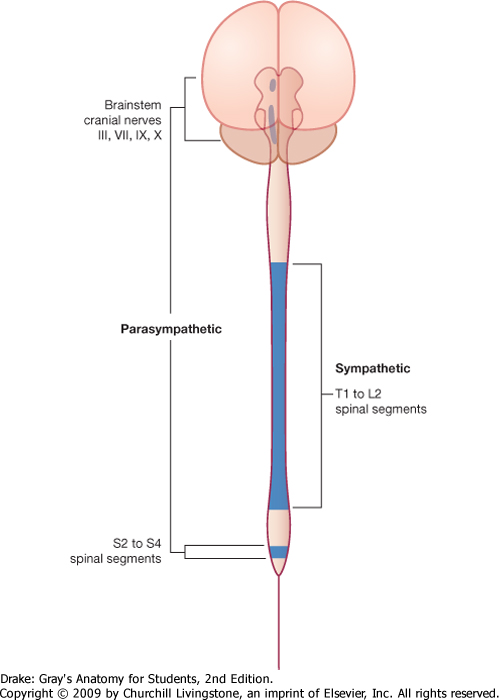 Brainstem
cranial nerves
III, VII, IX, X
Parasympathetic
Sympathetic
T1 to L2
spinal segments
S2 to S4
spinal segments
Drake: Gray's Anatomy for Students, 2nd Edition.
Copyright © 2009 by Churchill Livingstone, an imprint of Elsevier, Inc. All rights reserved.